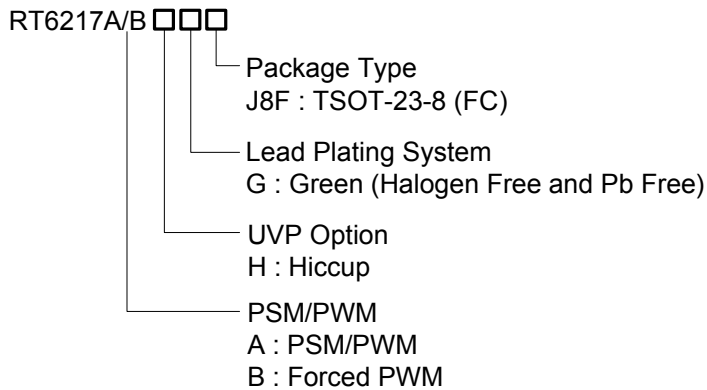 RT6217A/B
Package Type
J8F : TSOT-23-8 (FC)
Lead Plating System
G : Green (Halogen Free and Pb Free)
UVP Option
H : Hiccup
PSM/PWM
A : PSM/PWM
B : Forced PWM